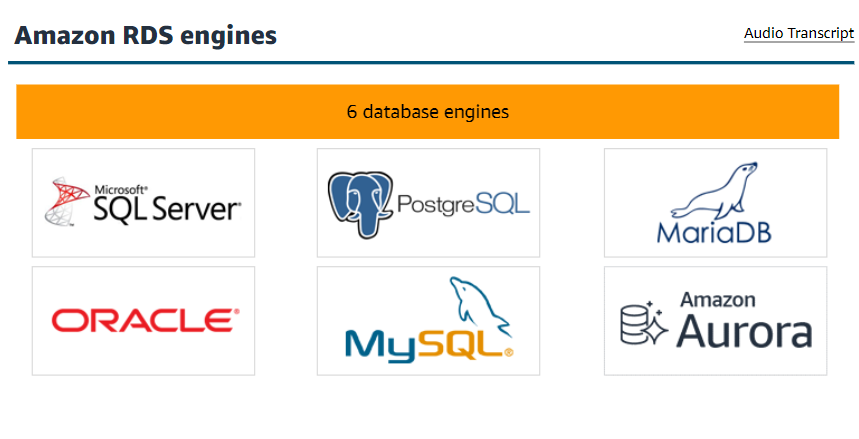 Amazon RDS engines
Audio Transcript
6 database engines
Microsoft®
SQL Server®
PostgreSQL
MariaDB
ORACLE®
MySQL®
Amazon
Aurora